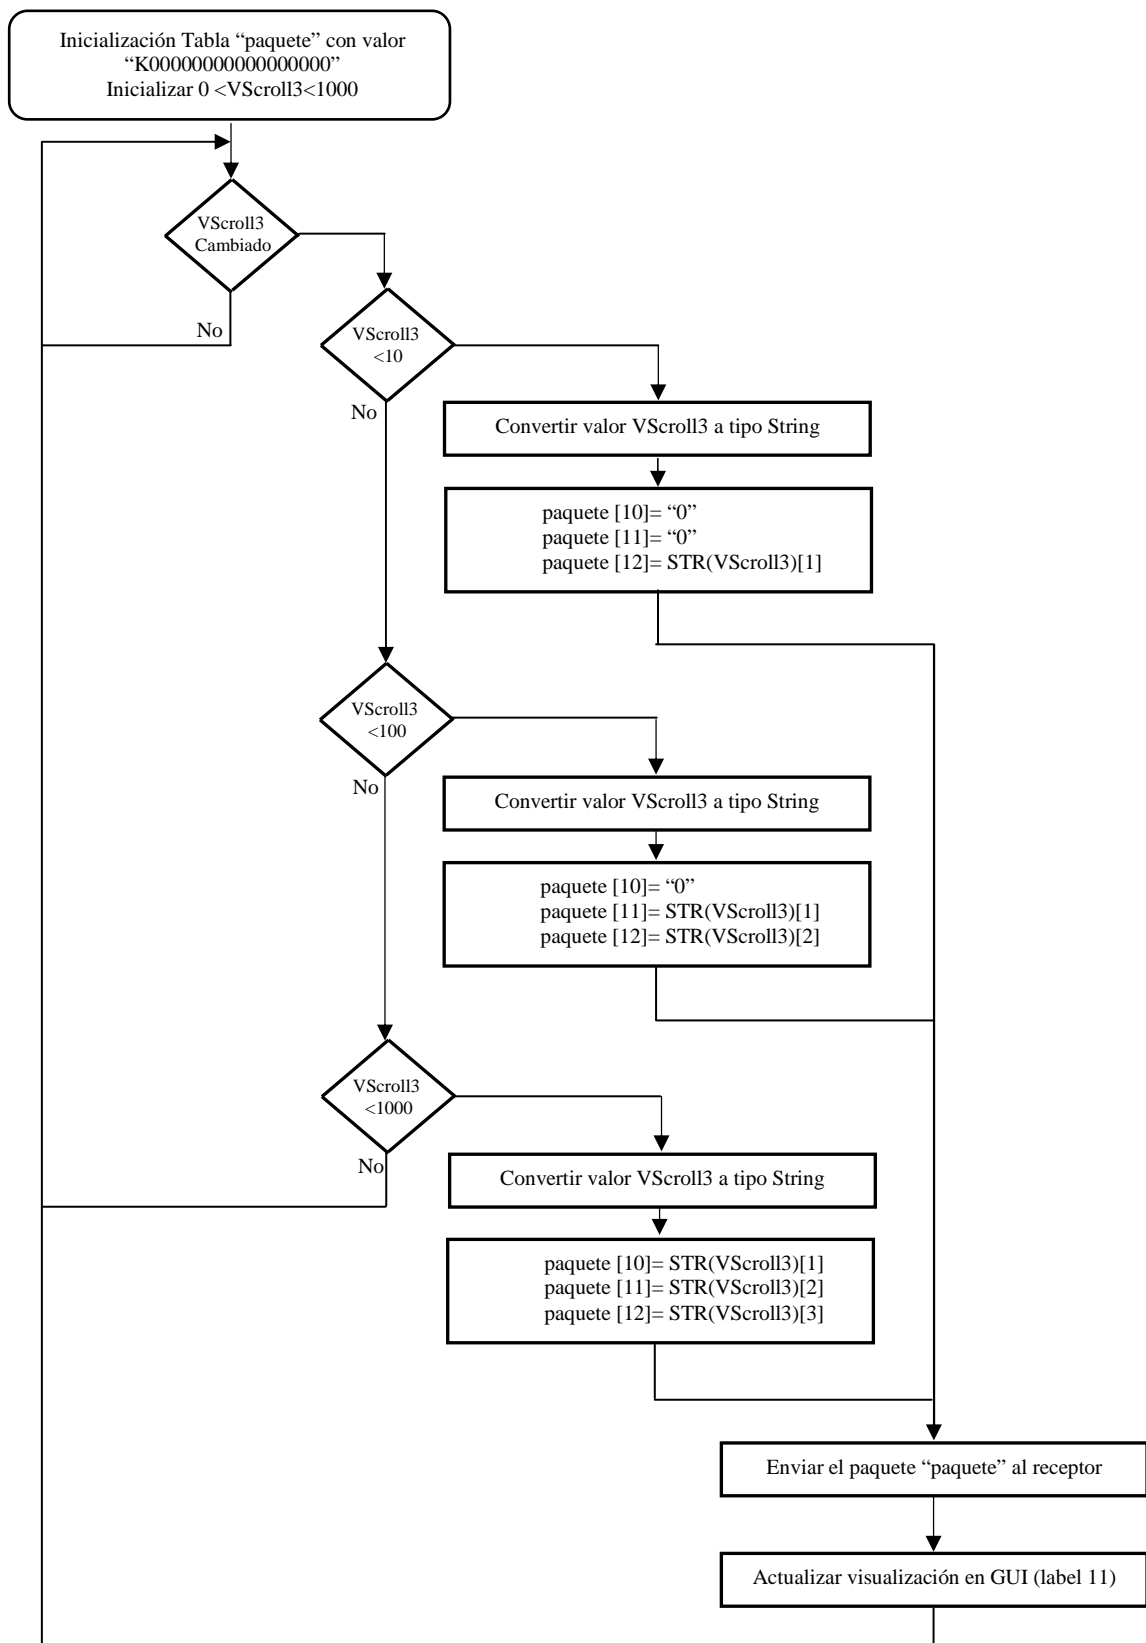 Inicialización Tabla “paquete” con valor
“K00000000000000000”
Inicializar 0 <VScroll3<1000
VScroll3
Cambiado
No
VScroll3
<10
No
Convertir valor VScroll3 a tipo String
paquete [10]= “0”
paquete [11]= “0”
paquete [12]= STR(VScroll3)[1]
VScroll3
<100
No
Convertir valor VScroll3 a tipo String
paquete [10]= “0”
paquete [11]= STR(VScroll3)[1]
paquete [12]= STR(VScroll3)[2]
VScroll3
<1000
No
Convertir valor VScroll3 a tipo String
paquete [10]= STR(VScroll3)[1]
paquete [11]= STR(VScroll3)[2]
paquete [12]= STR(VScroll3)[3]
Enviar el paquete “paquete” al receptor
Actualizar visualización en GUI (label 11)